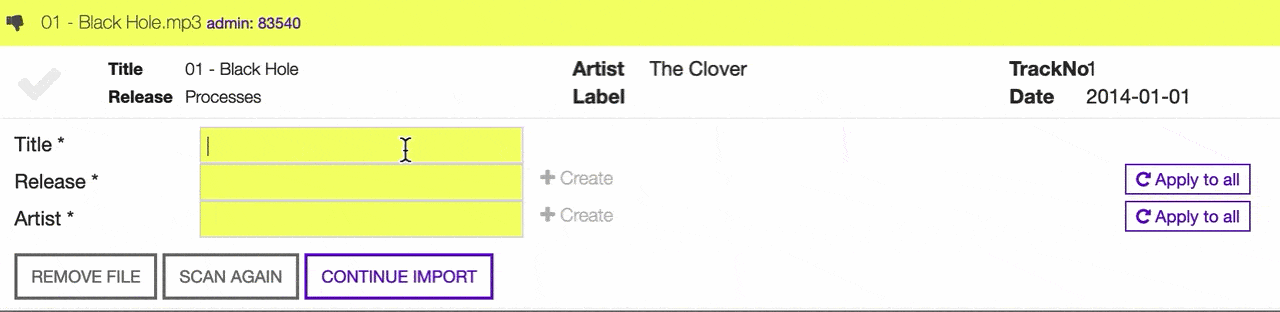 01 - Black Hole.mp3 admin: 83540
Title 01 - Black Hole Artist The Clover TrackNo 1
Release Processes Label Date 2014-01-01
Title *
Release * Create Apply to all
Artist * Create Apply to all
REMOVE FILE SCAN AGAIN CONTINUE IMPORT